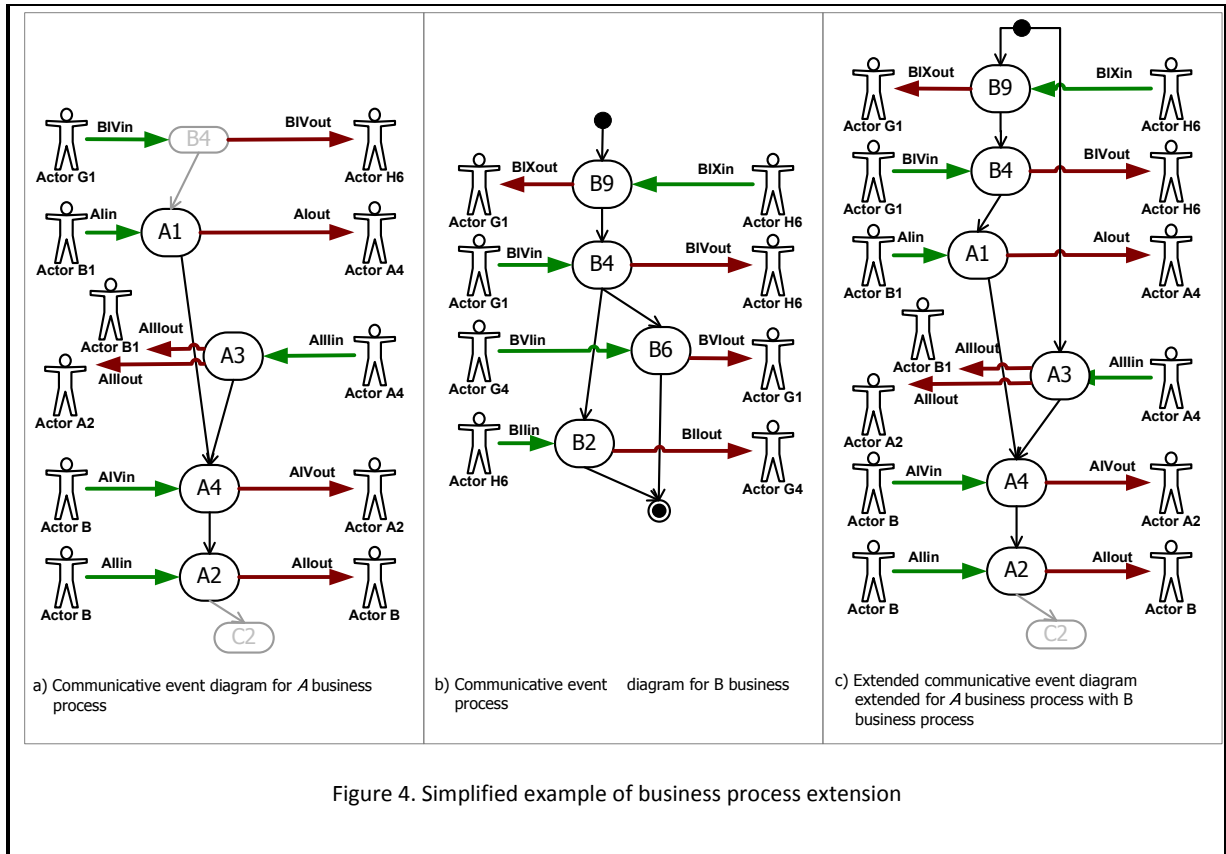 BIVin
B4
BIVout
Actor G1
Actor H6
AIin
A1
AIout
Actor B1
Actor A4
AIIIout
A3
AIIIin
Actor B1
AIIIout
Actor A4
Actor A2
AIVin
A4
AIVout
Actor B
Actor A2
AIIin
A2
AIIout
Actor B
Actor B
C2
a) Communicative event diagram for A business
process
BIXout
B9
BIXin
Actor G1
Actor H6
BIVin
B4
BIVout
Actor G1
Actor H6
BVIin
B6
BVIout
Actor G4
Actor G1
BIIin
B2
BIIout
Actor H6
Actor G4
b) Communicative event diagram for B business
process
BIXout
B9
BIXin
Actor G1
Actor H6
BIVin
B4
BIVout
Actor G1
Actor H6
AIin
A1
AIout
Actor B1
Actor A4
AIIIout
A3
AIIIin
Actor B1
AIIIout
Actor A4
Actor A2
AIVin
A4
AIVout
Actor B
Actor A2
AIIin
A2
AIIout
Actor B
Actor B
C2
c) Extended communicative event diagram
extended for A business process with B
business process
Figure 4. Simplified example of business process extension